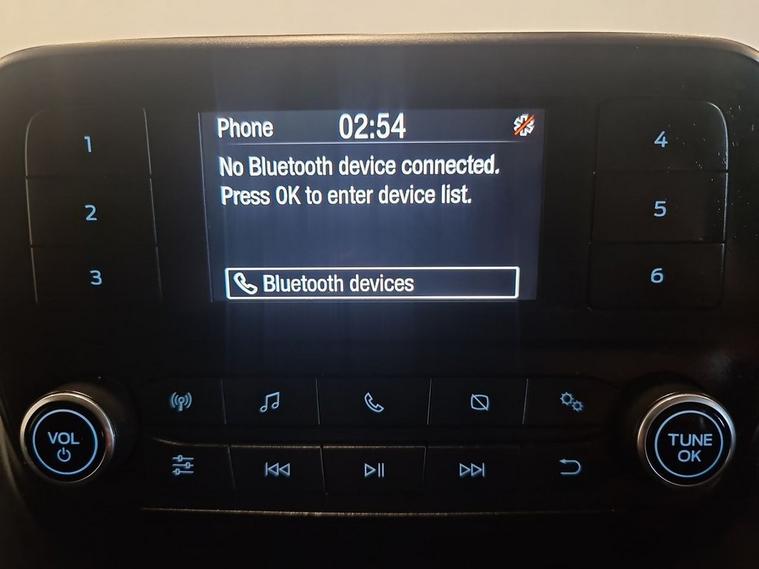 Phone 02:54
No Bluetooth device connected.
Press OK to enter device list.
Bluetooth devices
1
2
3
4
5
6
VOL
TUNE
OK